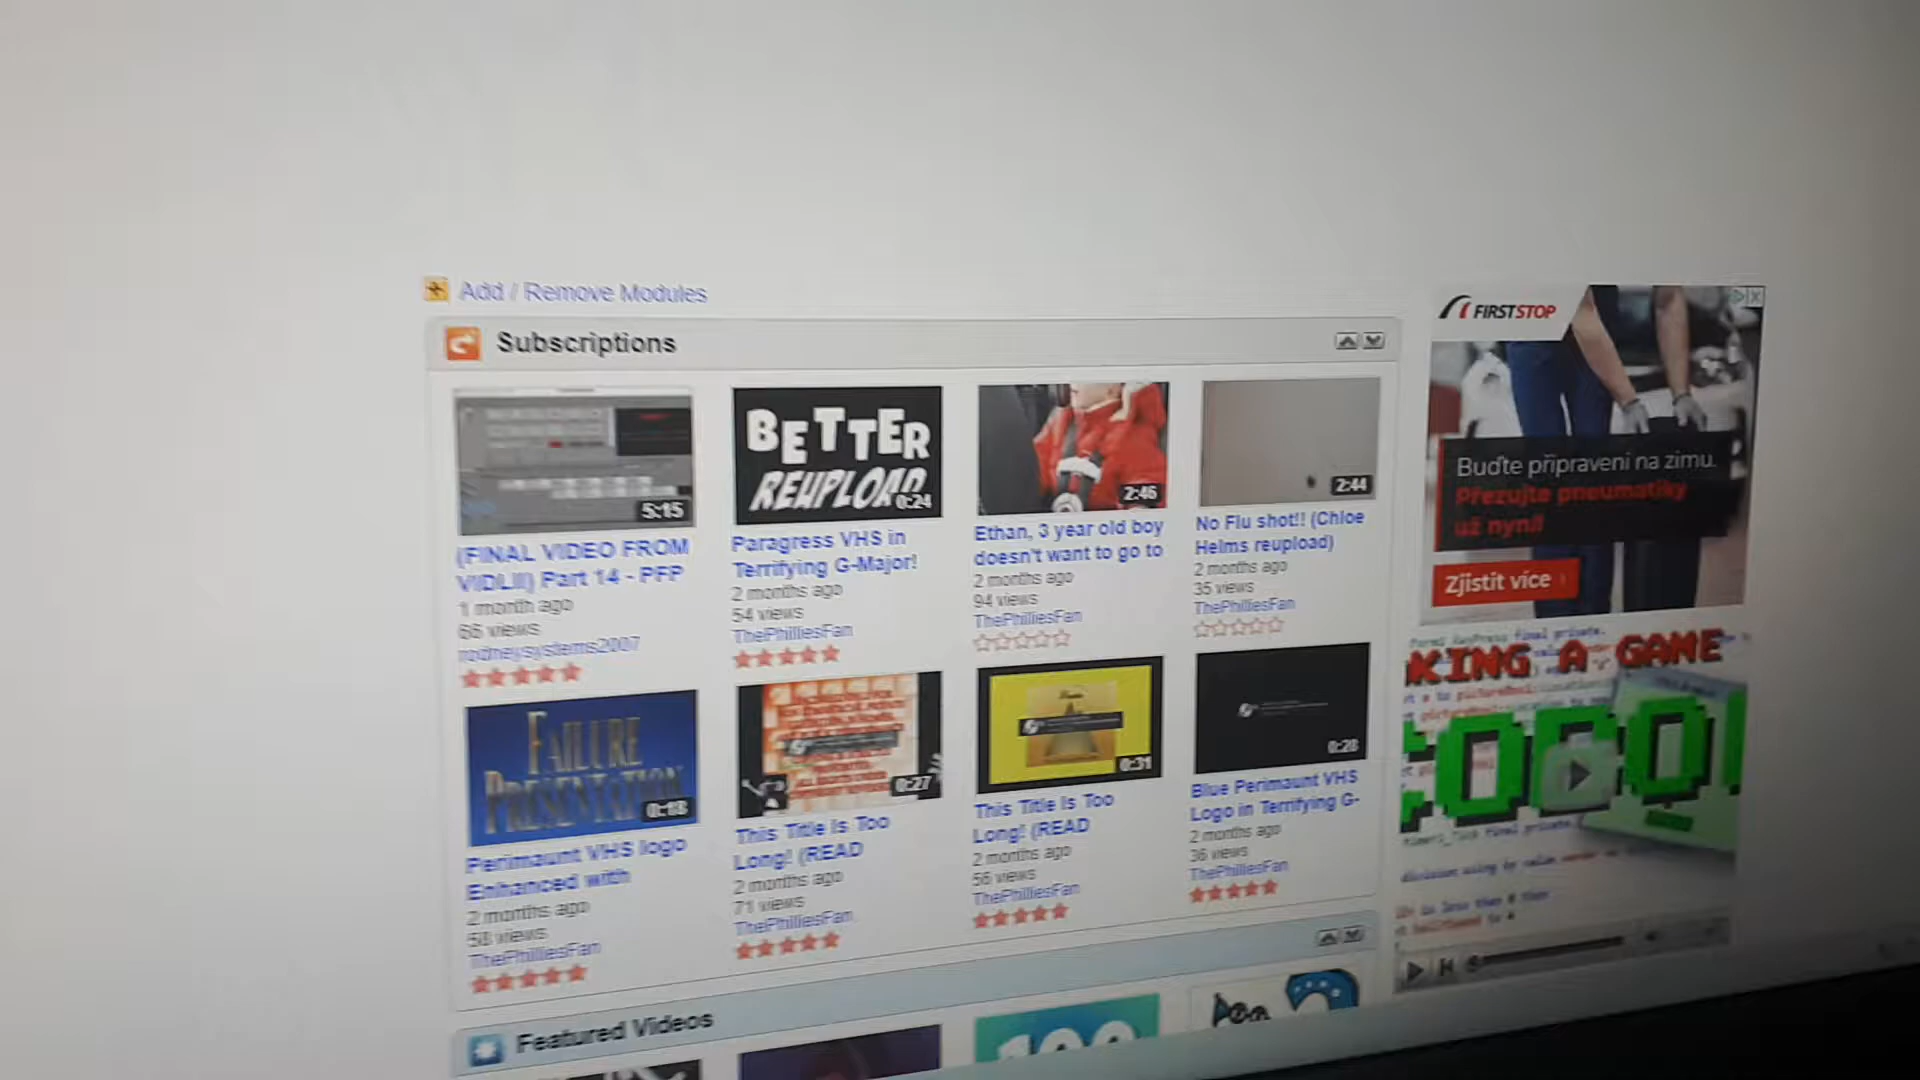 Add / Remove Modules
Subscriptions
5:15
(FINAL VIDEO FROM
VIDLII) Part 14 - PFP
1 month ago
66 views
rodneysystems2007
BETTER
REUPLOAD
0:24
Paragress VHS in
Terrifying G-Major!
2 months ago
54 views
ThePhilliesFan
2:46
Ethan, 3 year old boy
doesn't want to go to
2 months ago
94 views
ThePhilliesFan
2:44
No Flu shot!! (Chloe
Helms reupload)
2 months ago
35 views
ThePhilliesFan
FAILURE
PRESENTATION
0:18
Perimaunt VHS logo
Enhanced with
2 months ago
58 views
ThePhilliesFan
0:27
This Title Is Too
Long! (READ
2 months ago
71 views
ThePhilliesFan
0:31
This Title Is Too
Long! (READ
2 months ago
56 views
ThePhilliesFan
0:28
Blue Perimaunt VHS
Logo in Terrifying G-
2 months ago
36 views
ThePhilliesFan
Featured Videos
100
FIRSTSTOP
Buďte připraveni na zimu.
Přezujte pneumatiky
už nyní!
Zjistit více
KING A GAME
final private.